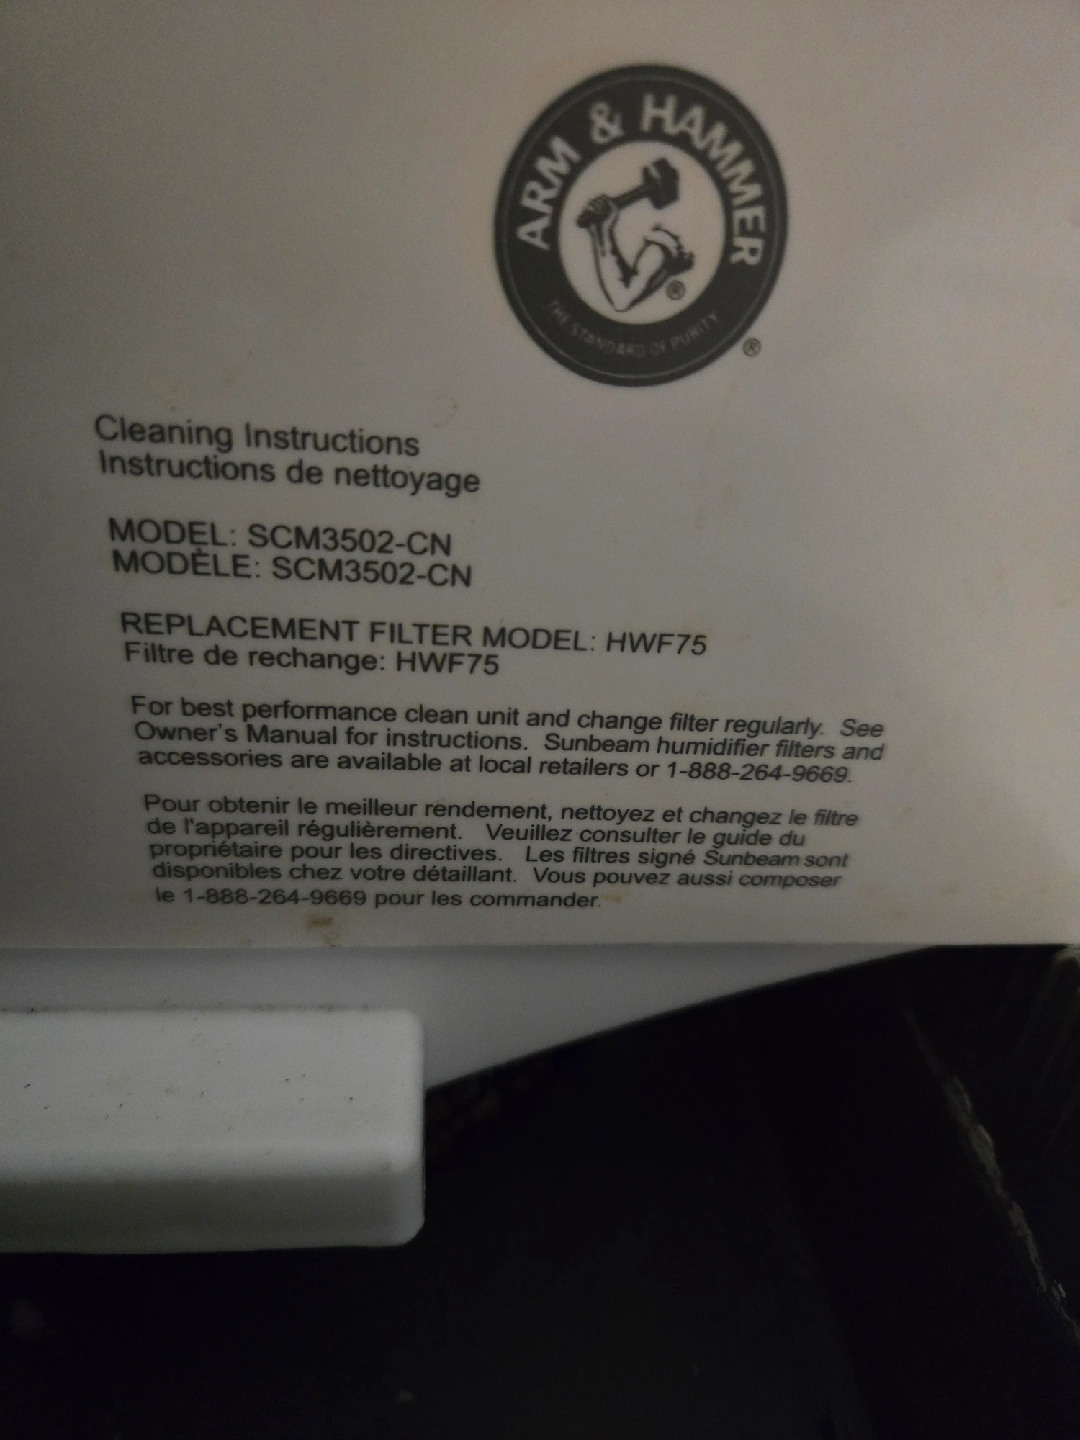 ARM & HAMMER
®
THE STANDARD OF PURITY
®
Cleaning Instructions
Instructions de nettoyage
MODEL: SCM3502-CN
MODÈLE: SCM3502-CN
REPLACEMENT FILTER MODEL: HWF75
Filtre de rechange: HWF75
For best performance clean unit and change filter regularly. See
Owner's Manual for instructions. Sunbeam humidifier filters and
accessories are available at local retailers or 1-888-264-9669.
Pour obtenir le meilleur rendement, nettoyez et changez le filtre
de l'appareil régulièrement. Veuillez consulter le guide du
propriétaire pour les directives. Les filtres signé Sunbeam sont
disponibles chez votre détaillant. Vous pouvez aussi composer
le 1-888-264-9669 pour les commander.